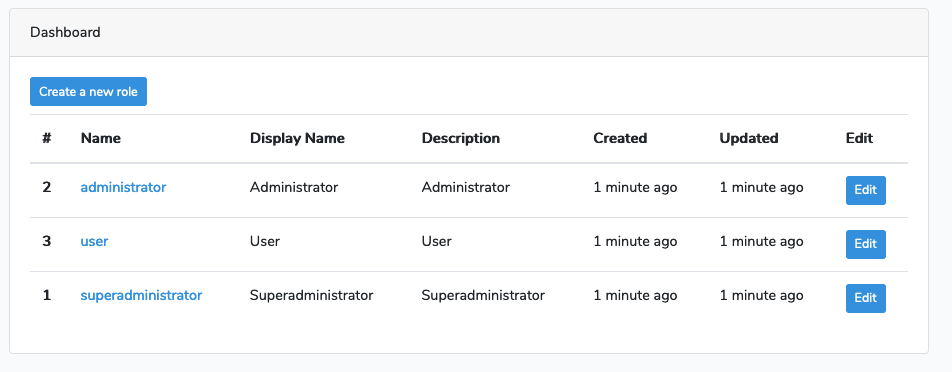 Dashboard
Create a new role
# Name Display Name Description Created Updated Edit
2 administrator Administrator Administrator 1 minute ago 1 minute ago Edit
3 user User User 1 minute ago 1 minute ago Edit
1 superadministrator Superadministrator Superadministrator 1 minute ago 1 minute ago Edit